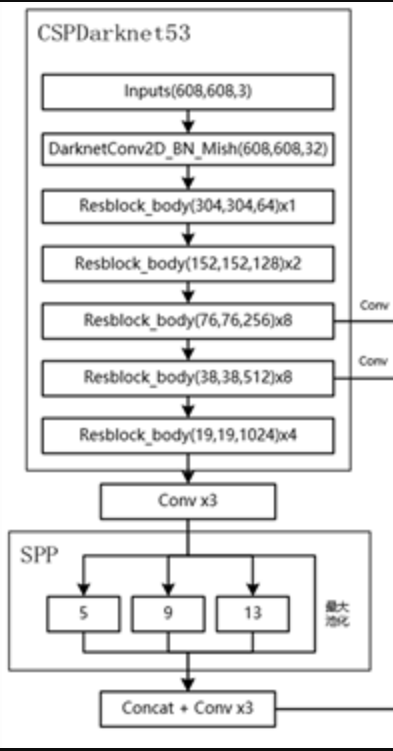 CSPDarknet53
Inputs(608,608,3)
DarknetConv2D_BN_Mish(608,608,32)
Resblock_body(304,304,64)x1
Resblock_body(152,152,128)x2
Resblock_body(76,76,256)x8
Conv
Resblock_body(38,38,512)x8
Conv
Resblock_body(19,19,1024)x4
Conv x3
SPP
5
9
13
最大
池化
Concat + Conv x3